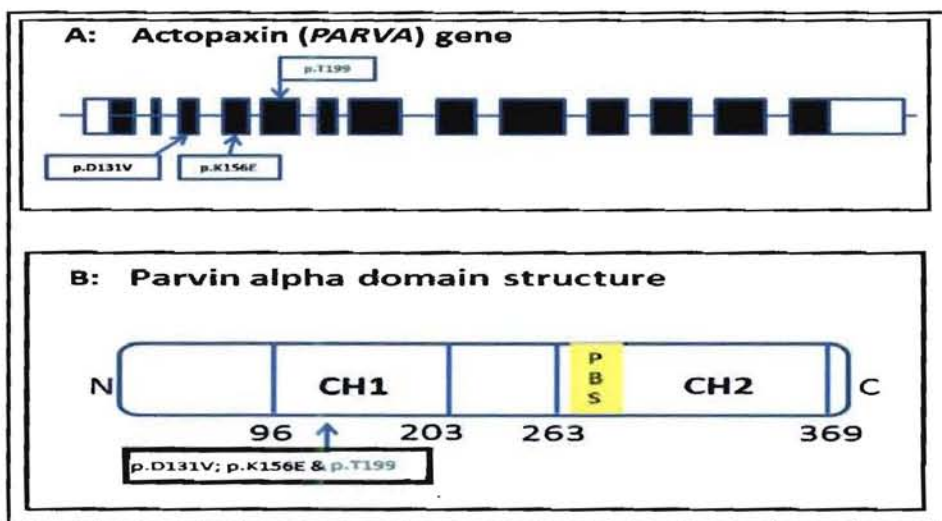 A: Actopaxin (PARVA) gene
p.T199
p.D131V
p.K156E
B: Parvin alpha domain structure
N
CH1
P
B
S
CH2
C
96
203
263
369
p.D131V; p.K156E & p.T199